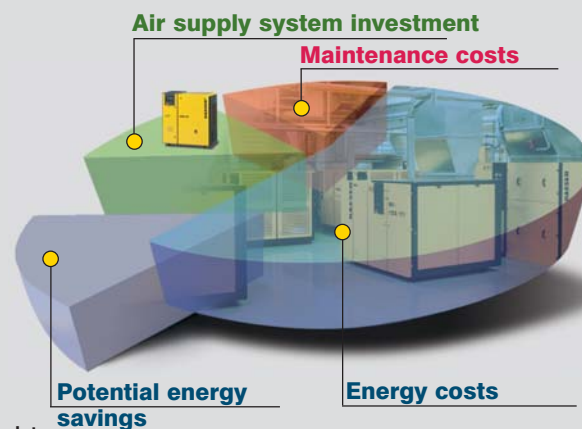 Air supply system investment
Maintenance costs
Potential energy
savings
Energy costs